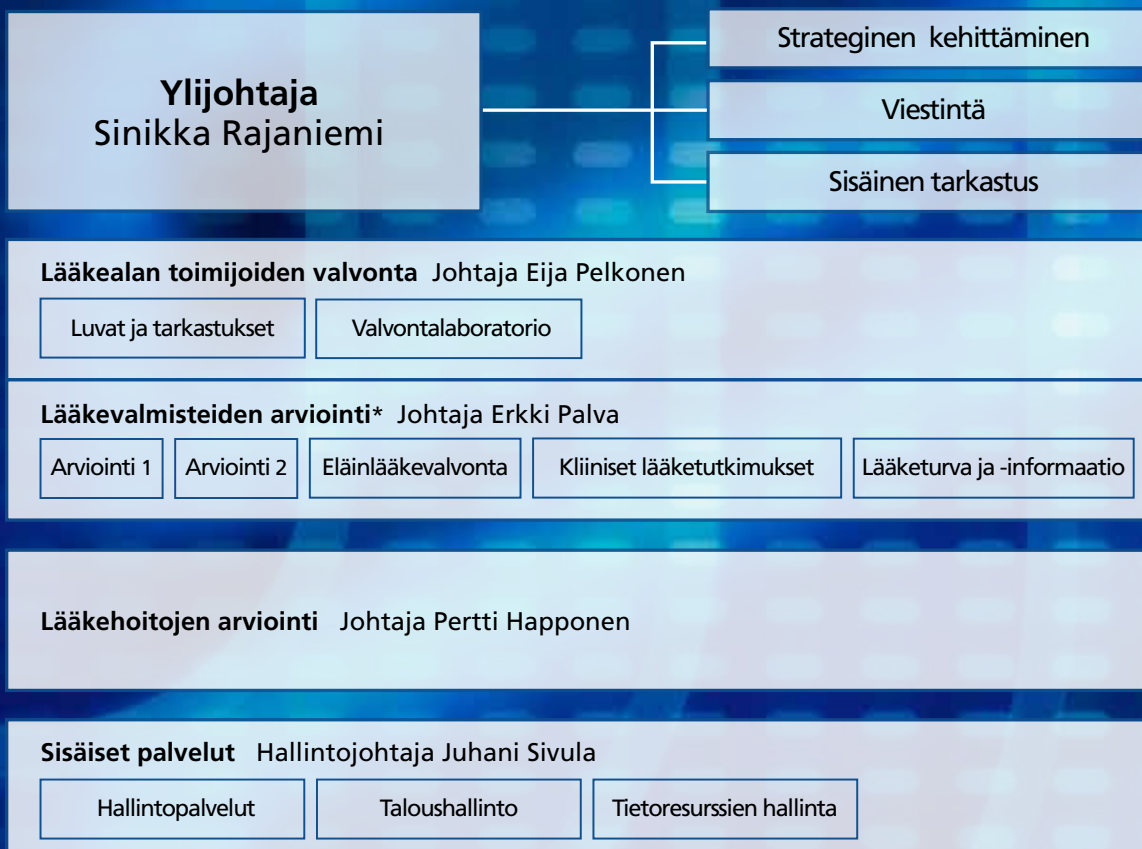 Ylijohtaja
Sinikka Rajaniemi
Strateginen kehittäminen
Viestintä
Sisäinen tarkastus
Lääkealan toimijoiden valvonta Johtaja Eija Pelkonen
Luvat ja tarkastukset
Valvontalaboratorio
Lääkevalmisteiden arviointi* Johtaja Erkki Palva
Arviointi 1
Arviointi 2
Eläinlääkevalvonta
Kliiniset lääketutkimukset
Lääketurva ja -informaatio
Lääkehoitojen arviointi Johtaja Pertti Happonen
Sisäiset palvelut Hallintojohtaja Juhani Sivula
Hallintopalvelut
Taloushallinto
Tietoresurssien hallinta